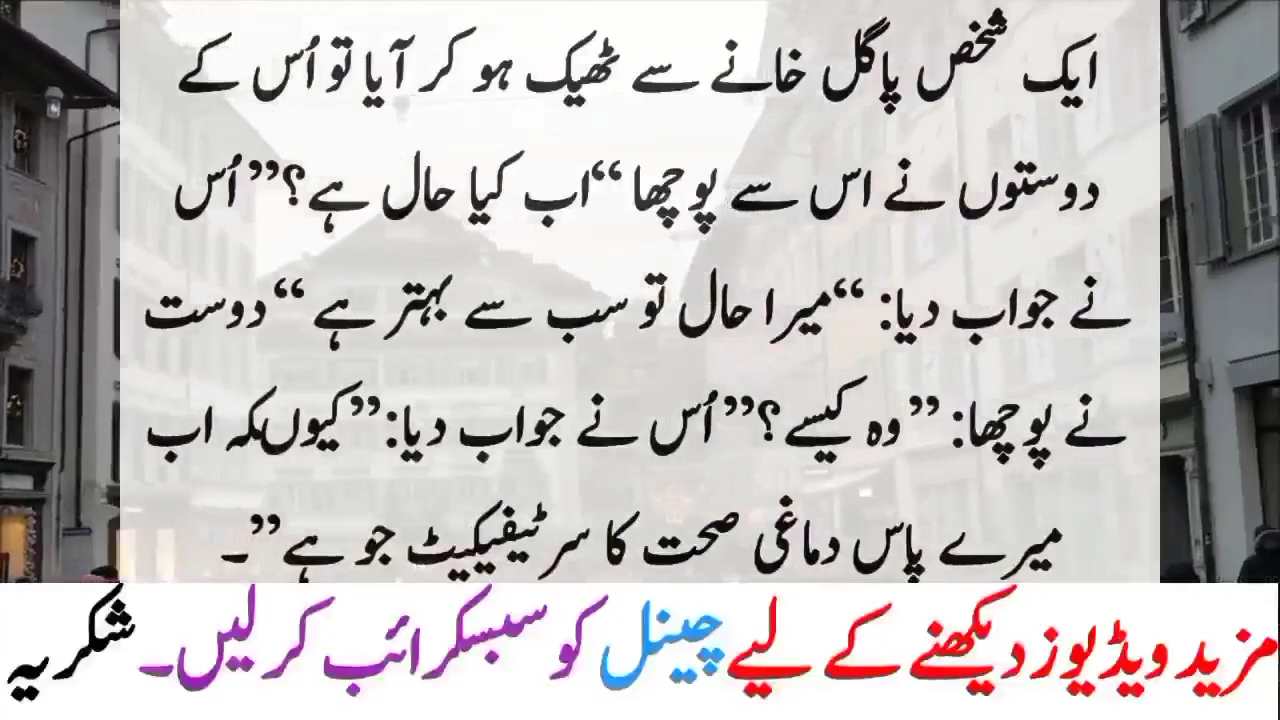 ایک شخص پاگل خانے سے ٹھیک ہو کر آیا تو اُس کے
دوستوں نے اس سے پوچھا “اب کیا حال ہے؟” اُس
نے جواب دیا: “میرا حال تو سب سے بہتر ہے “ دوست
نے پوچھا: ”وہ کیسے؟” اُس نے جواب دیا: ”کیوںکہ اب
میرے پاس دماغی صحت کا سرٹیفیکیٹ جو ہے”۔
مزید ویڈیوز دیکھنے کے لیے چینل کو سبسکرائب کر لیں۔ شکریہ